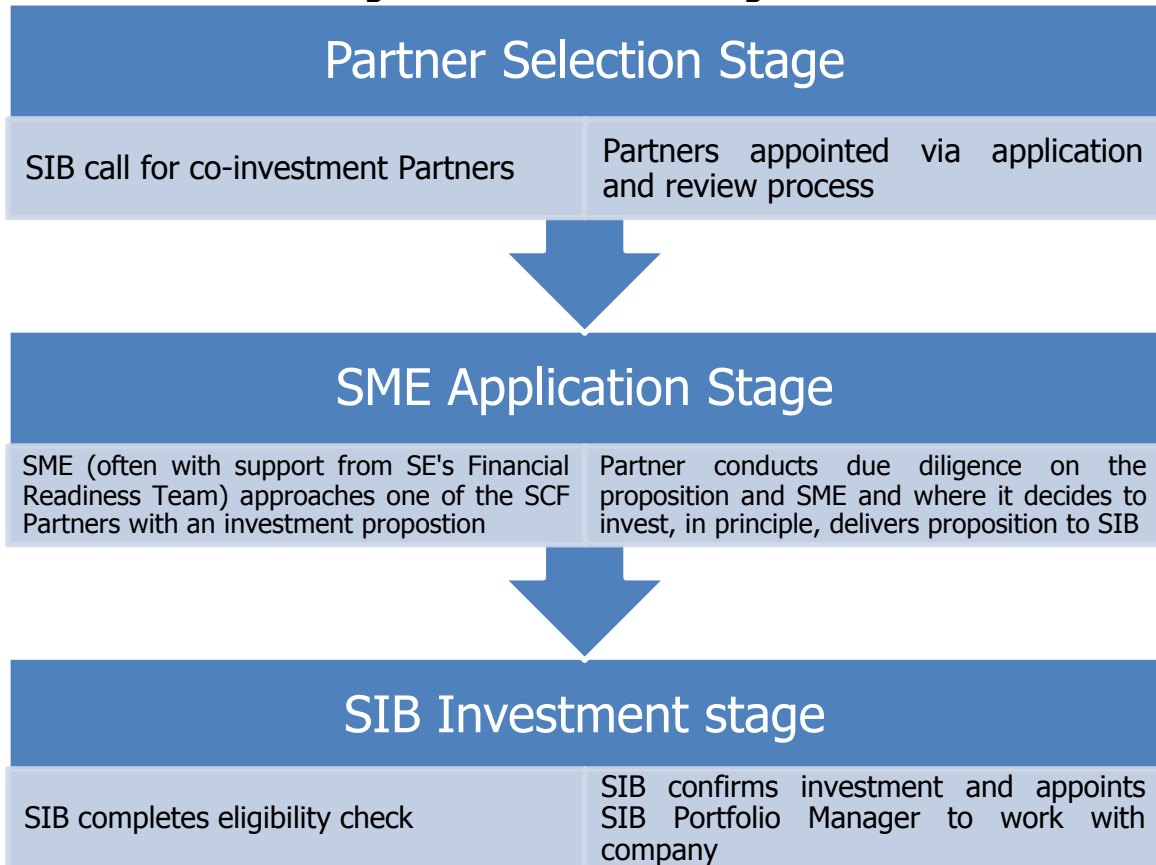 Partner Selection Stage
SIB call for co-investment Partners
Partners appointed via application
and review process
SME Application Stage
SME (often with support from SE's Financial
Readiness Team) approaches one of the SCF
Partners with an investment propostion
Partner conducts due diligence on the
proposition and SME and where it decides to
invest, in principle, delivers proposition to SIB
SIB Investment stage
SIB completes eligibility check
SIB confirms investment and appoints
SIB Portfolio Manager to work with
company